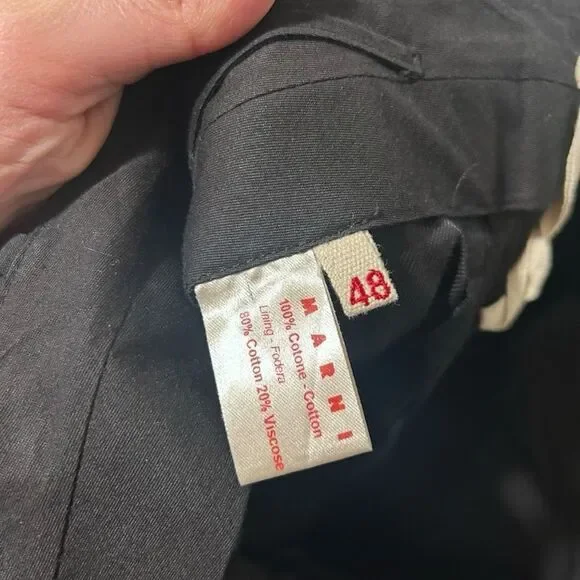 MARNI
100% Cotone - Cotton
Lining - Fodera
80% Cotton 20% Viscose
48